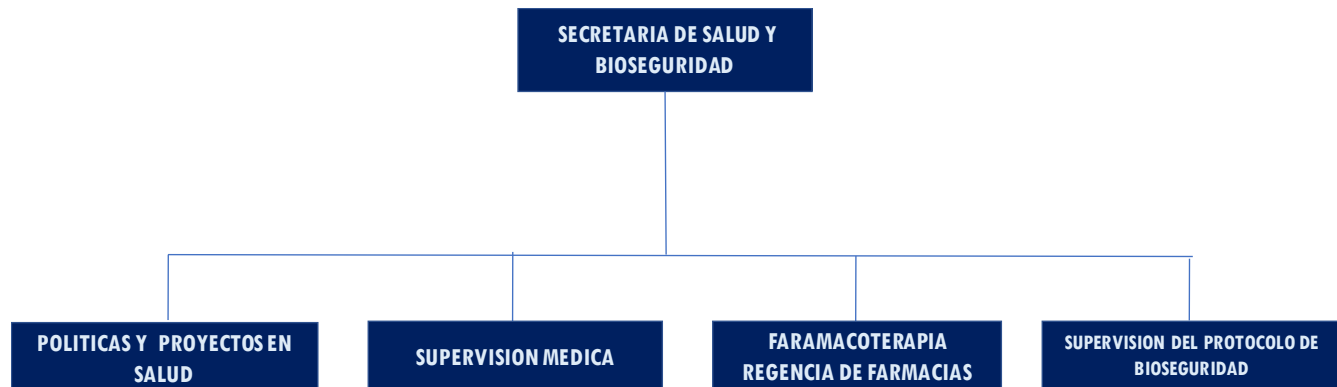 SECRETARIA DE SALUD Y
BIOSEGURIDAD
POLITICAS Y PROYECTOS EN
SALUD
SUPERVISION MEDICA
FARAMACOTERAPIA
REGENCIA DE FARMACIAS
SUPERVISION DEL PROTOCOLO DE
BIOSEGURIDAD